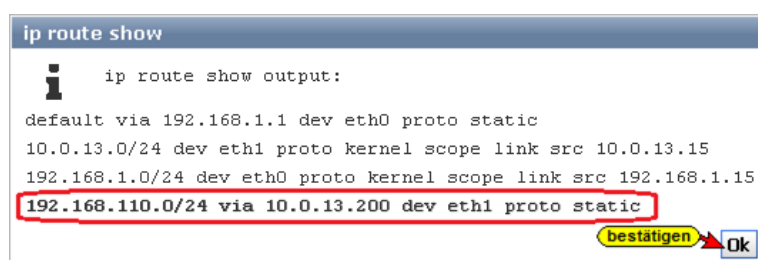 ip route show
ip route show output:
default via 192.168.1.1 dev eth0 proto static
10.0.13.0/24 dev eth1 proto kernel scope link src 10.0.13.15
192.168.1.0/24 dev eth0 proto kernel scope link src 192.168.1.15
192.168.110.0/24 via 10.0.13.200 dev eth1 proto static
bestätigen
Ok